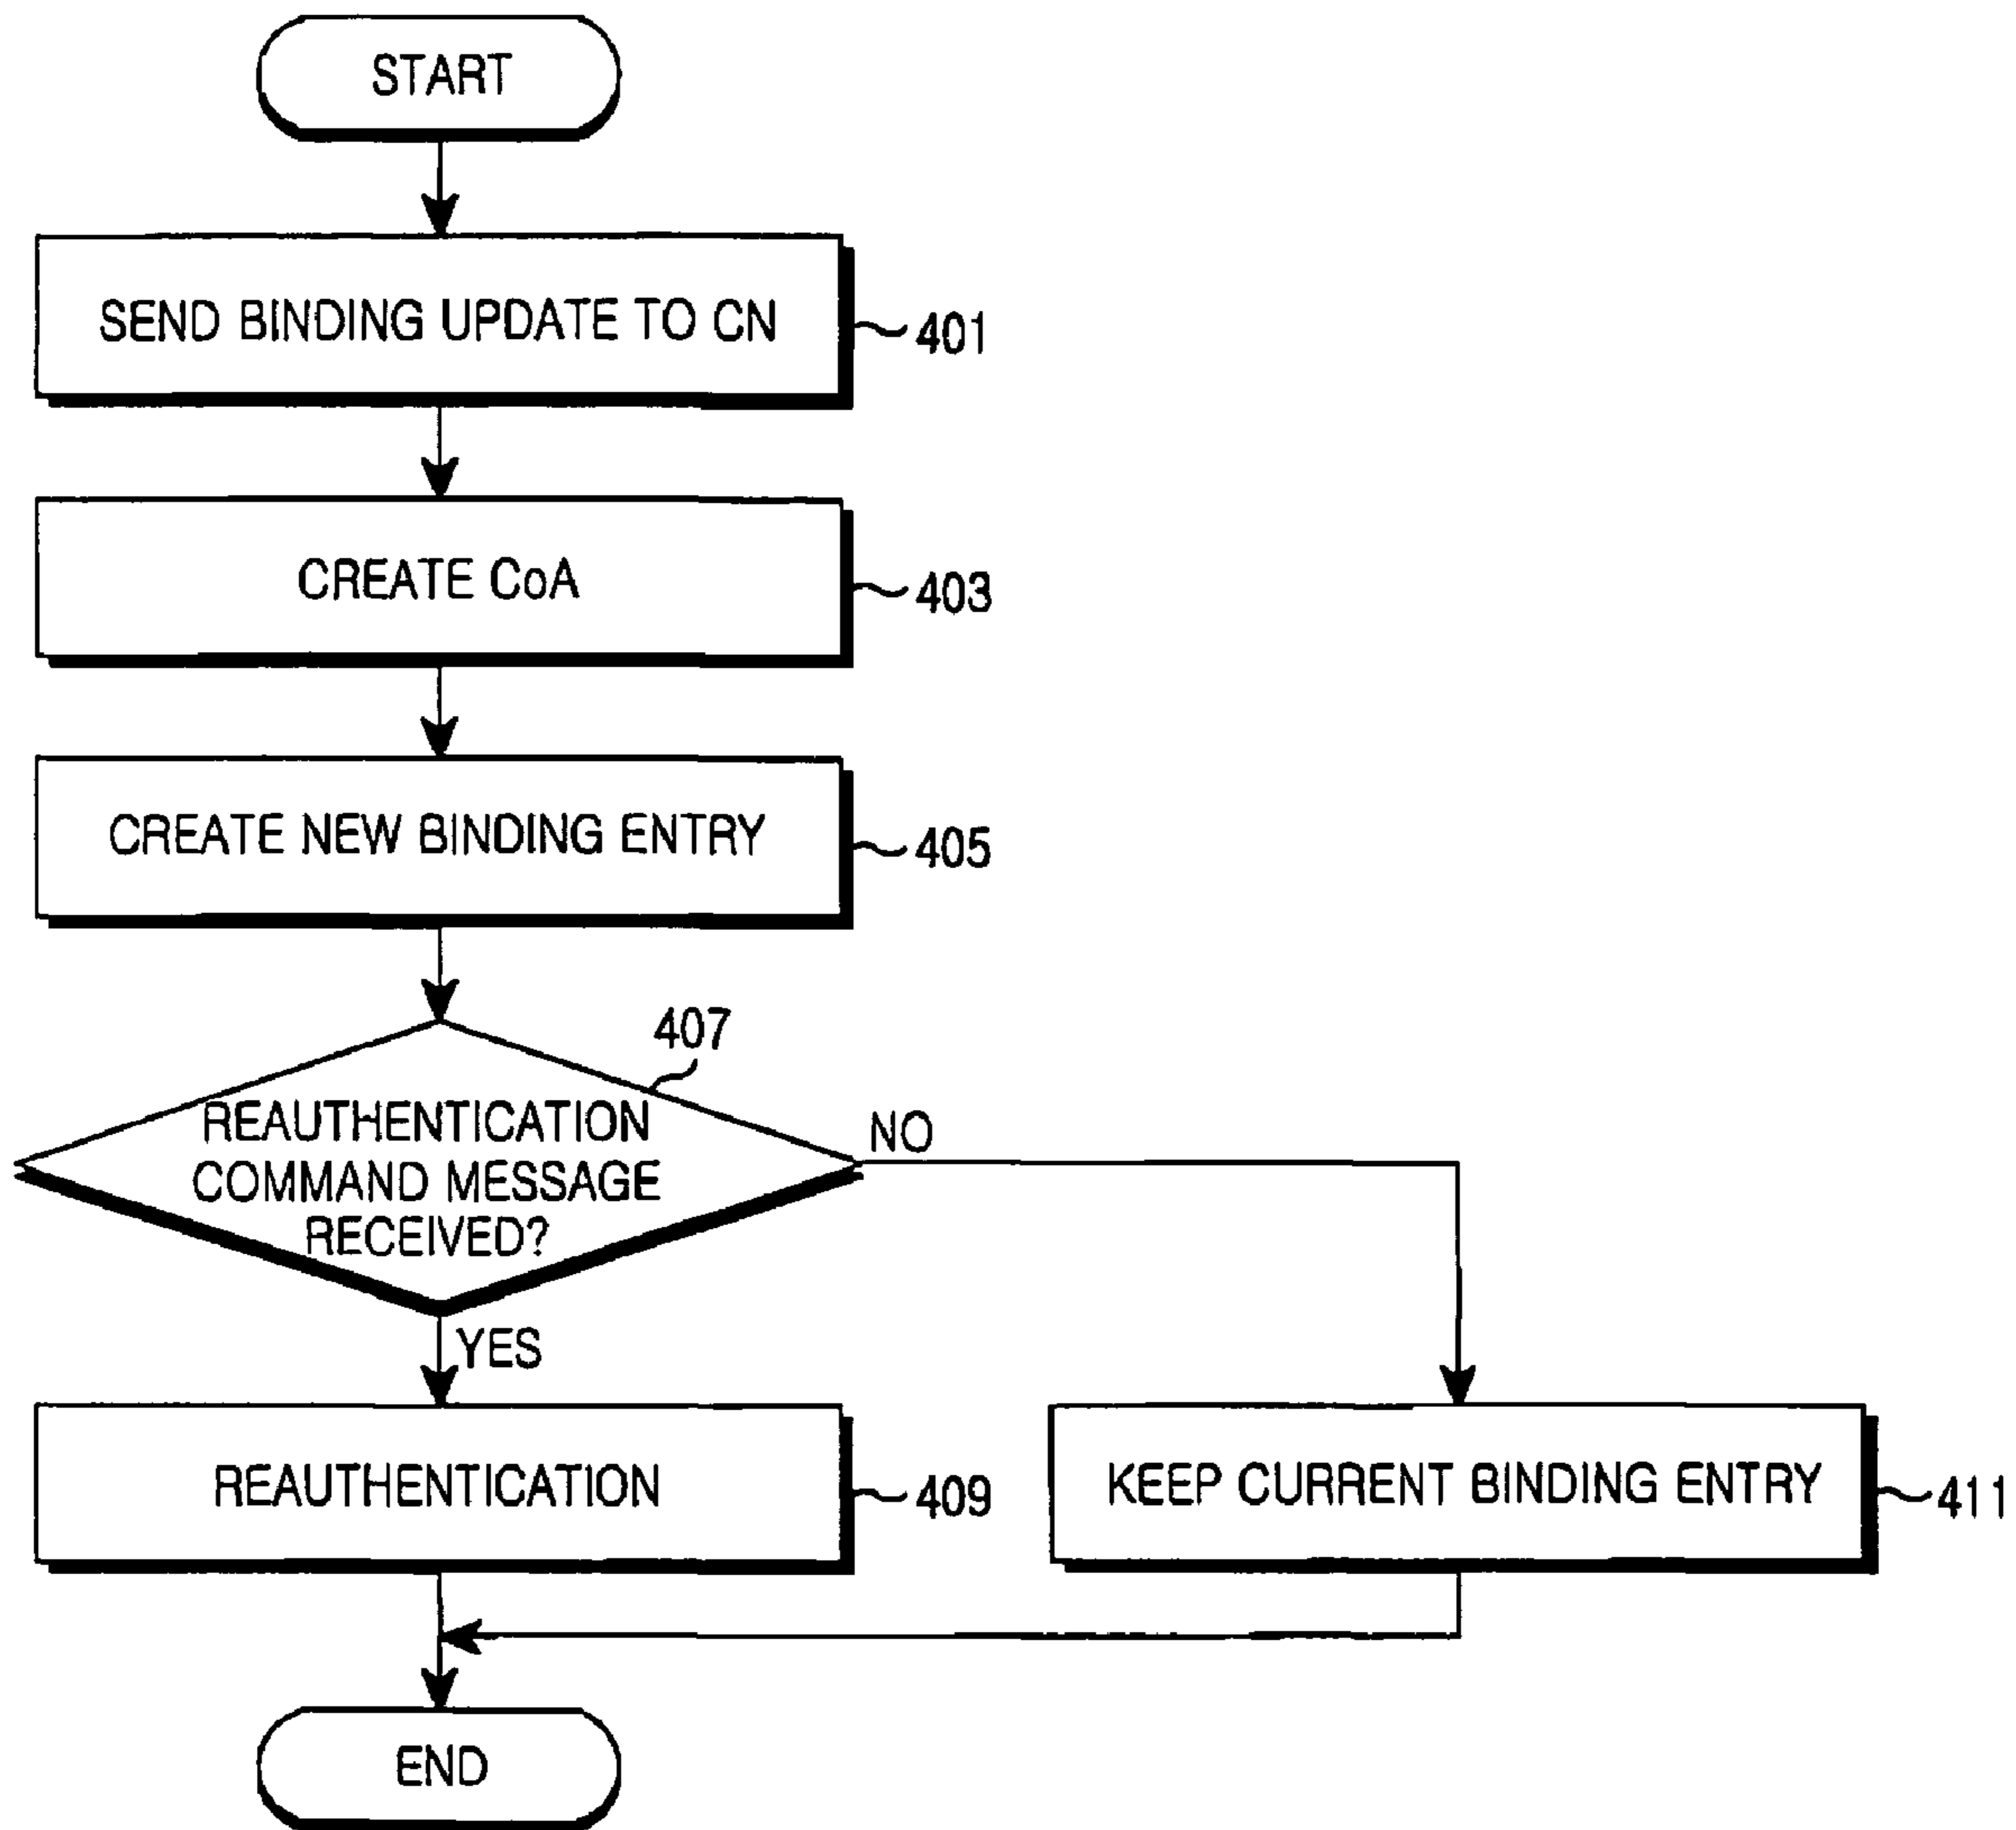 START
SEND BINDING UPDATE TO CN
401
CREATE CoA
403
CREATE NEW BINDING ENTRY
405
407
REAUTHENTICATION
COMMAND MESSAGE
RECEIVED?
NO
YES
REAUTHENTICATION
409
KEEP CURRENT BINDING ENTRY
411
END